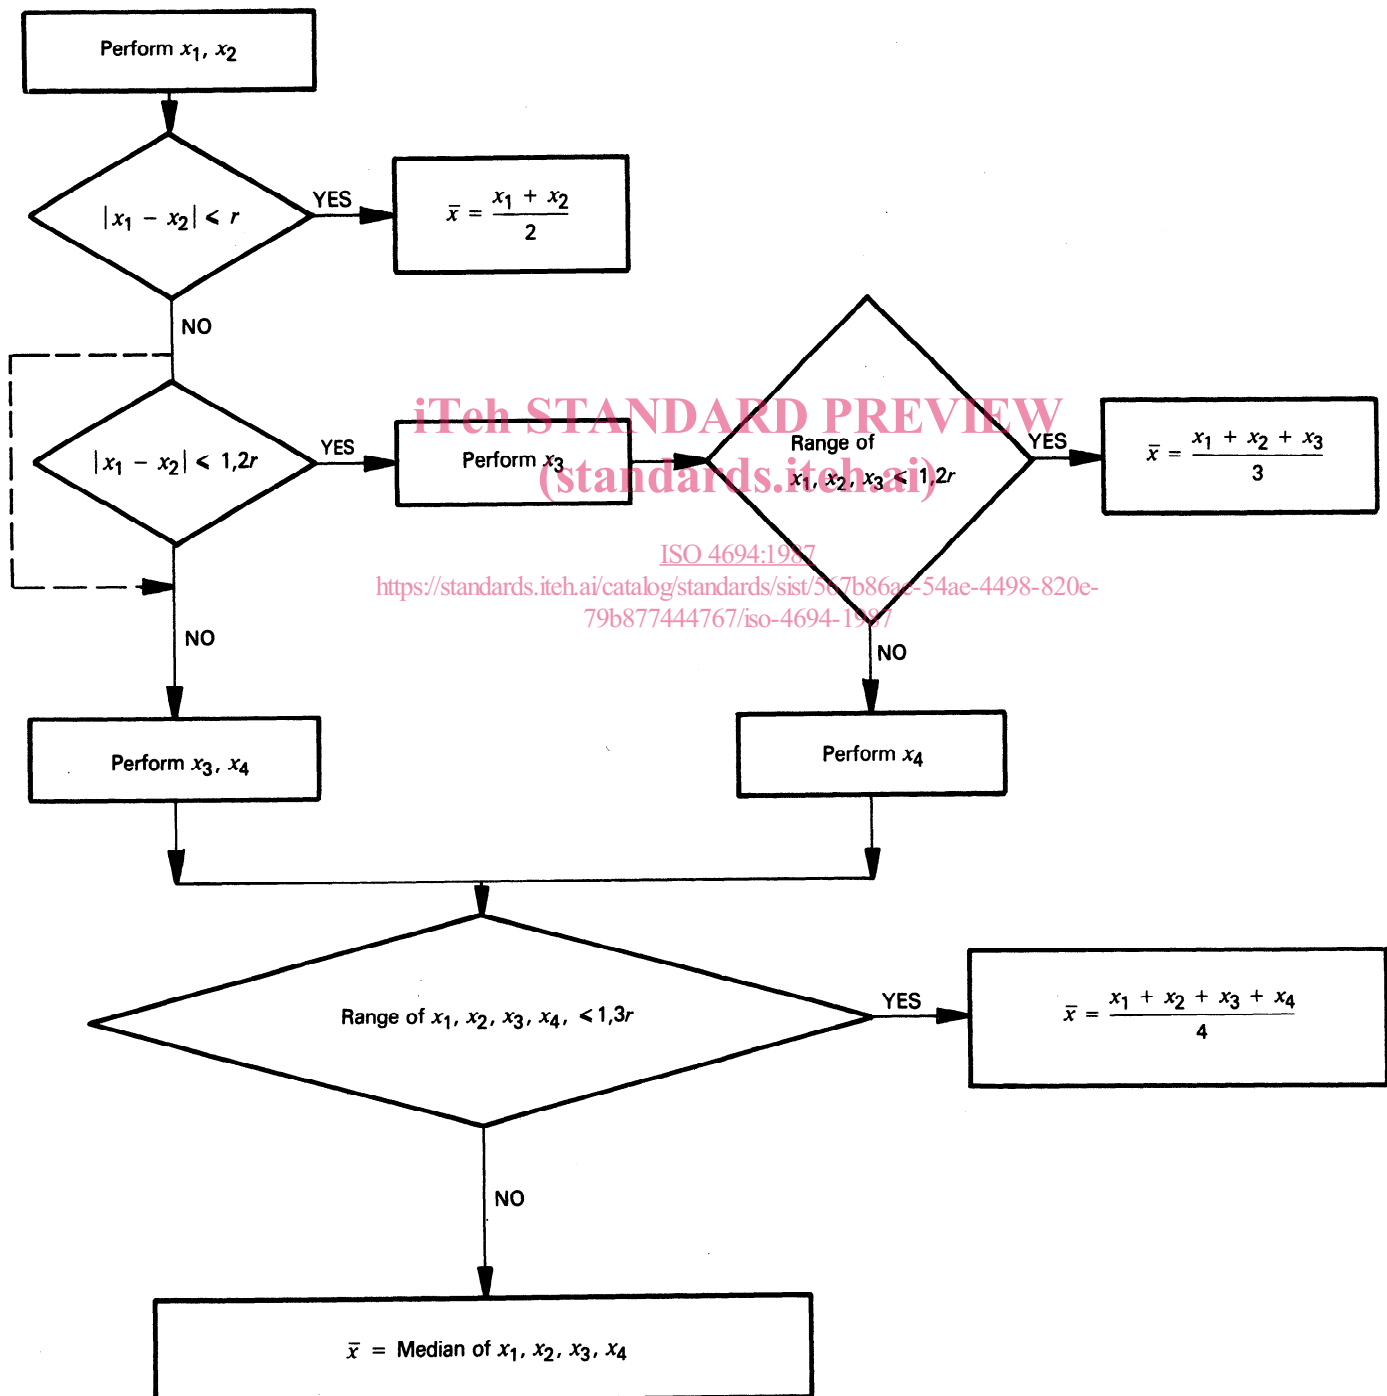 Perform x₁, x₂
|x₁ − x₂| ⩽ r
YES
x̄ = (x₁ + x₂)/2
NO
|x₁ − x₂| ⩽ 1,2r
YES
Perform x₃
Range of
x₁, x₂, x₃ ⩽ 1,2r
YES
x̄ = (x₁ + x₂ + x₃)/3
iTeh STANDARD PREVIEW
(standards.iteh.ai)
ISO 4694:1987
https://standards.iteh.ai/catalog/standards/sist/567b86ae-54ae-4498-820e-
79b877444767/iso-4694-1987
NO
NO
Perform x₃, x₄
Perform x₄
Range of x₁, x₂, x₃, x₄, ⩽ 1,3r
YES
x̄ = (x₁ + x₂ + x₃ + x₄)/4
NO
x̄ = Median of x₁, x₂, x₃, x₄